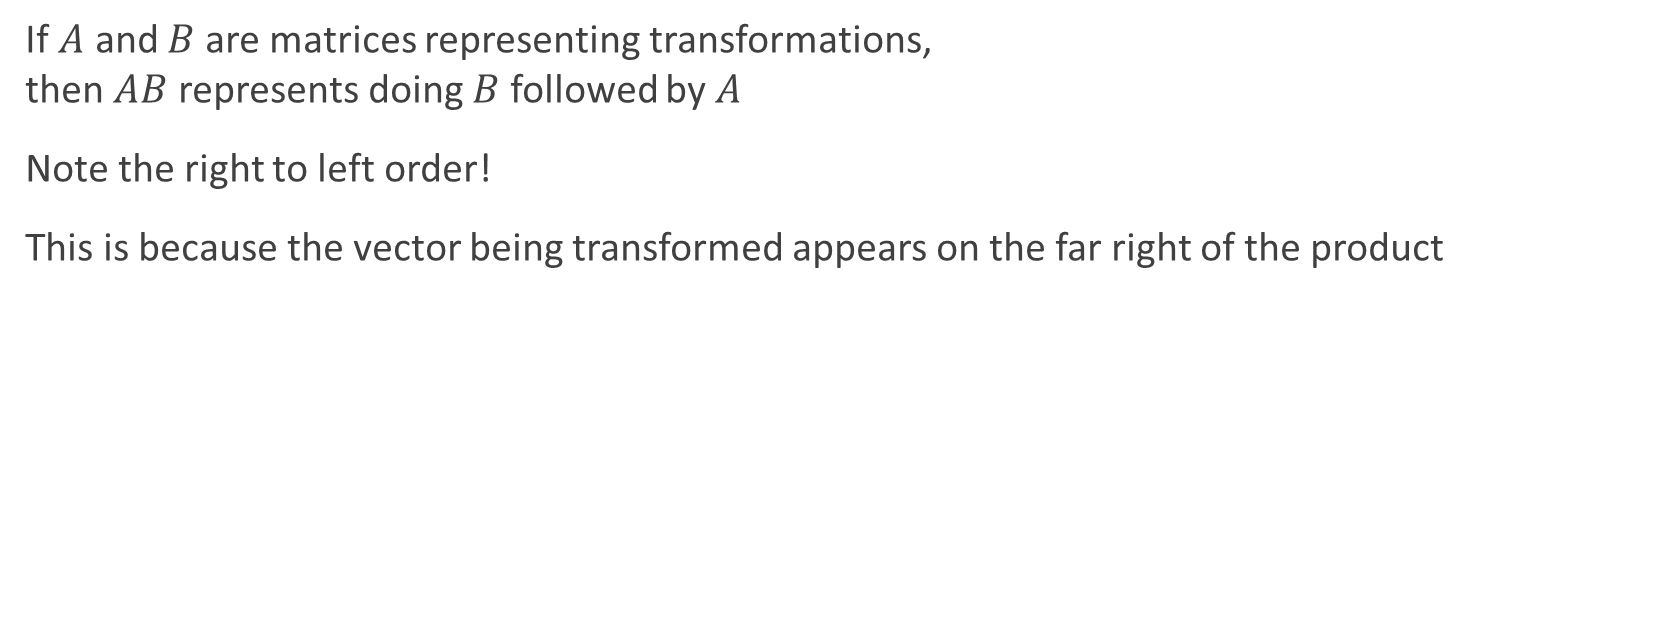 If A and B are matrices representing transformations,
then AB represents doing B followed by A
Note the right to left order!
This is because the vector being transformed appears on the far right of the product